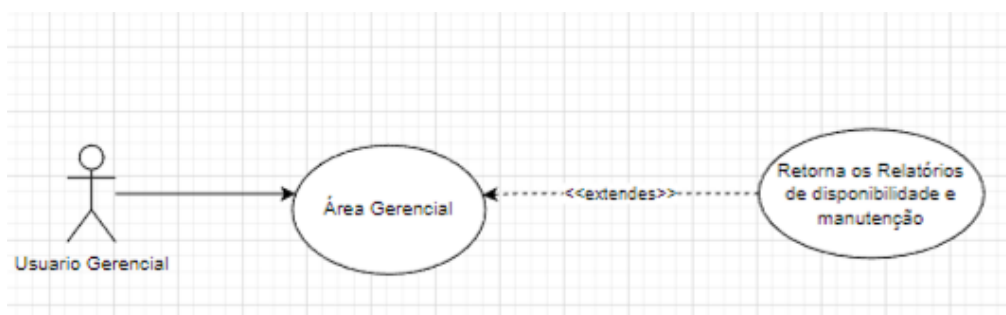 Usuario Gerencial
Área Gerencial
<<extendes>>
Retorna os Relatórios
de disponibilidade e
manutenção